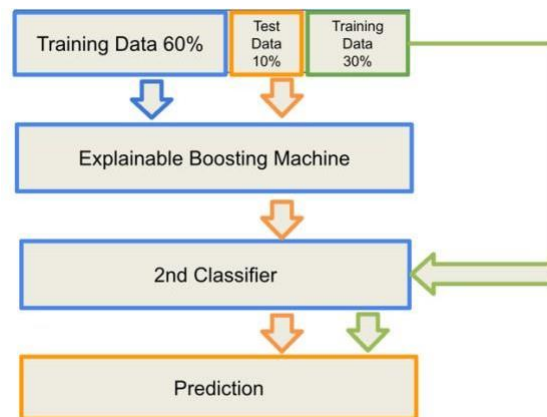 Training Data 60%
Test
Data
10%
Training
Data
30%
Explainable Boosting Machine
2nd Classifier
Prediction